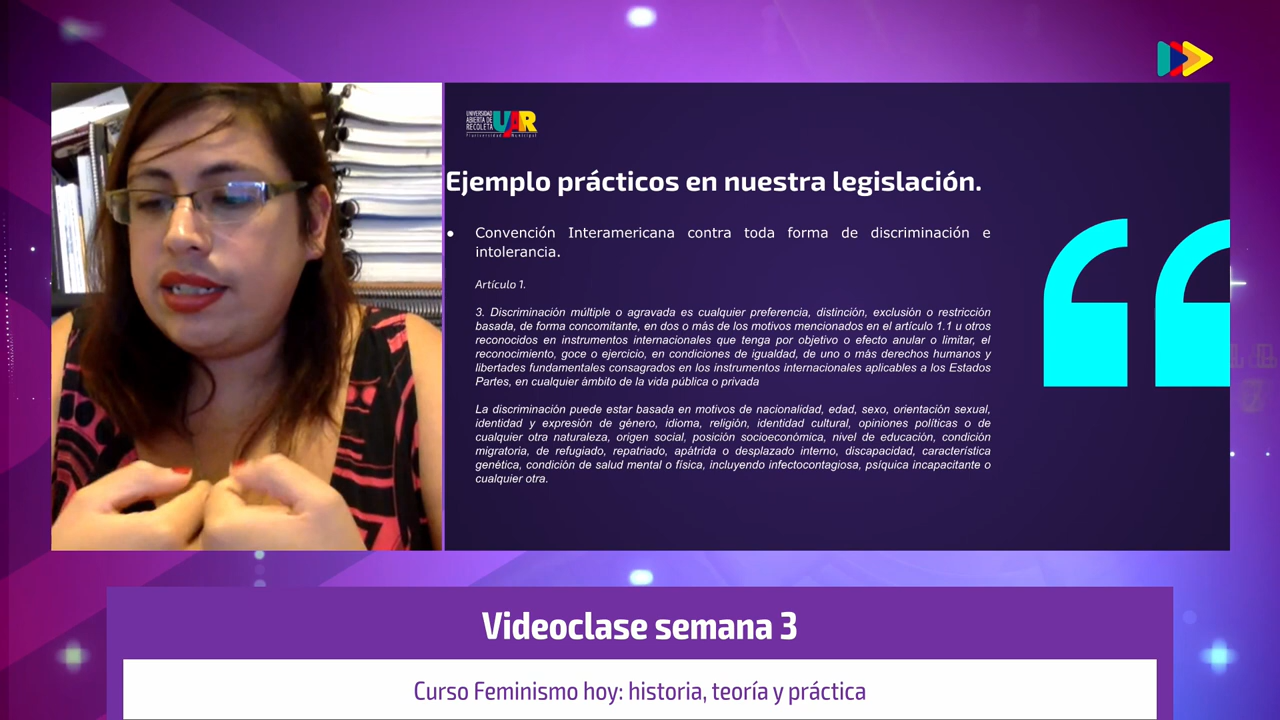 UNIVERSIDAD
ABIERTA DE
RECOLETA
UAR
Ejemplo prácticos en nuestra legislación.
● Convención Interamericana contra toda forma de discriminación e
intolerancia.
Artículo 1.
3. Discriminación múltiple o agravada es cualquier preferencia, distinción, exclusión o restricción
basada, de forma concomitante, en dos o más de los motivos mencionados en el artículo 1.1 u otros
reconocidos en instrumentos internacionales que tenga por objetivo o efecto anular o limitar, el
reconocimiento, goce o ejercicio, en condiciones de igualdad, de uno o más derechos humanos y
libertades fundamentales consagrados en los instrumentos internacionales aplicables a los Estados
Partes, en cualquier ámbito de la vida pública o privada
La discriminación puede estar basada en motivos de nacionalidad, edad, sexo, orientación sexual,
identidad y expresión de género, idioma, religión, identidad cultural, opiniones políticas o de
cualquier otra naturaleza, origen social, posición socioeconómica, nivel de educación, condición
migratoria, de refugiado, repatriado, apátrida o desplazado interno, discapacidad, característica
genética, condición de salud mental o física, incluyendo infectocontagiosa, psíquica incapacitante o
cualquier otra.
“
Videoclase semana 3
Curso Feminismo hoy: historia, teoría y práctica